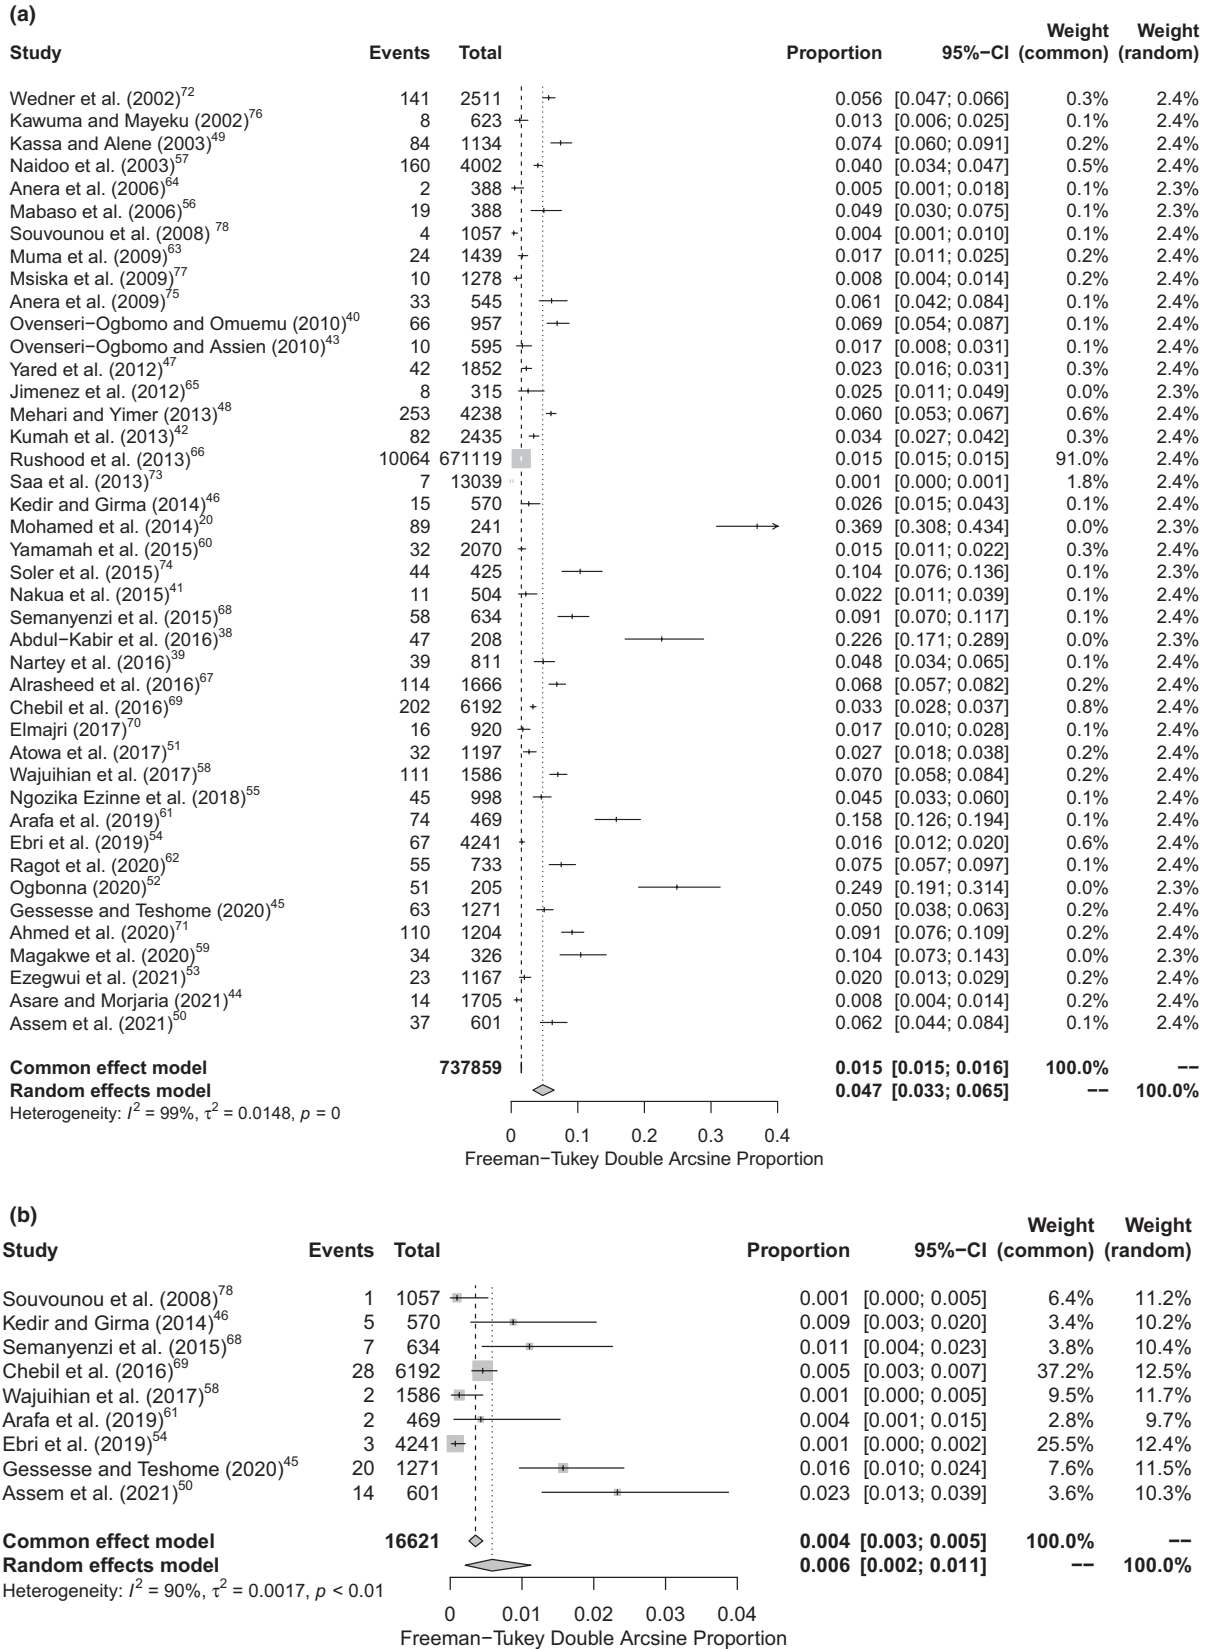 (a)
Weight Weight
Study Events Total Proportion 95%−CI (common) (random)
Wedner et al. (2002)72 141 2511 0.056 [0.047; 0.066] 0.3% 2.4%
Kawuma and Mayeku (2002)76 8 623 0.013 [0.006; 0.025] 0.1% 2.4%
Kassa and Alene (2003)49 84 1134 0.074 [0.060; 0.091] 0.2% 2.4%
Naidoo et al. (2003)57 160 4002 0.040 [0.034; 0.047] 0.5% 2.4%
Anera et al. (2006)64 2 388 0.005 [0.001; 0.018] 0.1% 2.3%
Mabaso et al. (2006)56 19 388 0.049 [0.030; 0.075] 0.1% 2.3%
Souvounou et al. (2008) 78 4 1057 0.004 [0.001; 0.010] 0.1% 2.4%
Muma et al. (2009)63 24 1439 0.017 [0.011; 0.025] 0.2% 2.4%
Msiska et al. (2009)77 10 1278 0.008 [0.004; 0.014] 0.2% 2.4%
Anera et al. (2009)75 33 545 0.061 [0.042; 0.084] 0.1% 2.4%
Ovenseri−Ogbomo and Omuemu (2010)40 66 957 0.069 [0.054; 0.087] 0.1% 2.4%
Ovenseri−Ogbomo and Assien (2010)43 10 595 0.017 [0.008; 0.031] 0.1% 2.4%
Yared et al. (2012)47 42 1852 0.023 [0.016; 0.031] 0.3% 2.4%
Jimenez et al. (2012)65 8 315 0.025 [0.011; 0.049] 0.0% 2.3%
Mehari and Yimer (2013)48 253 4238 0.060 [0.053; 0.067] 0.6% 2.4%
Kumah et al. (2013)42 82 2435 0.034 [0.027; 0.042] 0.3% 2.4%
Rushood et al. (2013)66 10064 671119 0.015 [0.015; 0.015] 91.0% 2.4%
Saa et al. (2013)73 7 13039 0.001 [0.000; 0.001] 1.8% 2.4%
Kedir and Girma (2014)46 15 570 0.026 [0.015; 0.043] 0.1% 2.4%
Mohamed et al. (2014)20 89 241 0.369 [0.308; 0.434] 0.0% 2.3%
Yamamah et al. (2015)60 32 2070 0.015 [0.011; 0.022] 0.3% 2.4%
Soler et al. (2015)74 44 425 0.104 [0.076; 0.136] 0.1% 2.3%
Nakua et al. (2015)41 11 504 0.022 [0.011; 0.039] 0.1% 2.4%
Semanyenzi et al. (2015)68 58 634 0.091 [0.070; 0.117] 0.1% 2.4%
Abdul−Kabir et al. (2016)38 47 208 0.226 [0.171; 0.289] 0.0% 2.3%
Nartey et al. (2016)39 39 811 0.048 [0.034; 0.065] 0.1% 2.4%
Alrasheed et al. (2016)67 114 1666 0.068 [0.057; 0.082] 0.2% 2.4%
Chebil et al. (2016)69 202 6192 0.033 [0.028; 0.037] 0.8% 2.4%
Elmajri (2017)70 16 920 0.017 [0.010; 0.028] 0.1% 2.4%
Atowa et al. (2017)51 32 1197 0.027 [0.018; 0.038] 0.2% 2.4%
Wajuihian et al. (2017)58 111 1586 0.070 [0.058; 0.084] 0.2% 2.4%
Ngozika Ezinne et al. (2018)55 45 998 0.045 [0.033; 0.060] 0.1% 2.4%
Arafa et al. (2019)61 74 469 0.158 [0.126; 0.194] 0.1% 2.4%
Ebri et al. (2019)54 67 4241 0.016 [0.012; 0.020] 0.6% 2.4%
Ragot et al. (2020)62 55 733 0.075 [0.057; 0.097] 0.1% 2.4%
Ogbonna (2020)52 51 205 0.249 [0.191; 0.314] 0.0% 2.3%
Gessesse and Teshome (2020)45 63 1271 0.050 [0.038; 0.063] 0.2% 2.4%
Ahmed et al. (2020)71 110 1204 0.091 [0.076; 0.109] 0.2% 2.4%
Magakwe et al. (2020)59 34 326 0.104 [0.073; 0.143] 0.0% 2.3%
Ezegwui et al. (2021)53 23 1167 0.020 [0.013; 0.029] 0.2% 2.4%
Asare and Morjaria (2021)44 14 1705 0.008 [0.004; 0.014] 0.2% 2.4%
Assem et al. (2021)50 37 601 0.062 [0.044; 0.084] 0.1% 2.4%
Common effect model 737859 0.015 [0.015; 0.016] 100.0% −−
Random effects model 0.047 [0.033; 0.065] −− 100.0%
Heterogeneity: I2 = 99%, τ2 = 0.0148, p = 0
0 0.1 0.2 0.3 0.4
Freeman−Tukey Double Arcsine Proportion
(b)
Weight Weight
Study Events Total Proportion 95%−CI (common) (random)
Souvounou et al. (2008)78 1 1057 0.001 [0.000; 0.005] 6.4% 11.2%
Kedir and Girma (2014)46 5 570 0.009 [0.003; 0.020] 3.4% 10.2%
Semanyenzi et al. (2015)68 7 634 0.011 [0.004; 0.023] 3.8% 10.4%
Chebil et al. (2016)69 28 6192 0.005 [0.003; 0.007] 37.2% 12.5%
Wajuihian et al. (2017)58 2 1586 0.001 [0.000; 0.005] 9.5% 11.7%
Arafa et al. (2019)61 2 469 0.004 [0.001; 0.015] 2.8% 9.7%
Ebri et al. (2019)54 3 4241 0.001 [0.000; 0.002] 25.5% 12.4%
Gessesse and Teshome (2020)45 20 1271 0.016 [0.010; 0.024] 7.6% 11.5%
Assem et al. (2021)50 14 601 0.023 [0.013; 0.039] 3.6% 10.3%
Common effect model 16621 0.004 [0.003; 0.005] 100.0% −−
Random effects model 0.006 [0.002; 0.011] −− 100.0%
Heterogeneity: I2 = 90%, τ2 = 0.0017, p < 0.01
0 0.01 0.02 0.03 0.04
Freeman−Tukey Double Arcsine Proportion